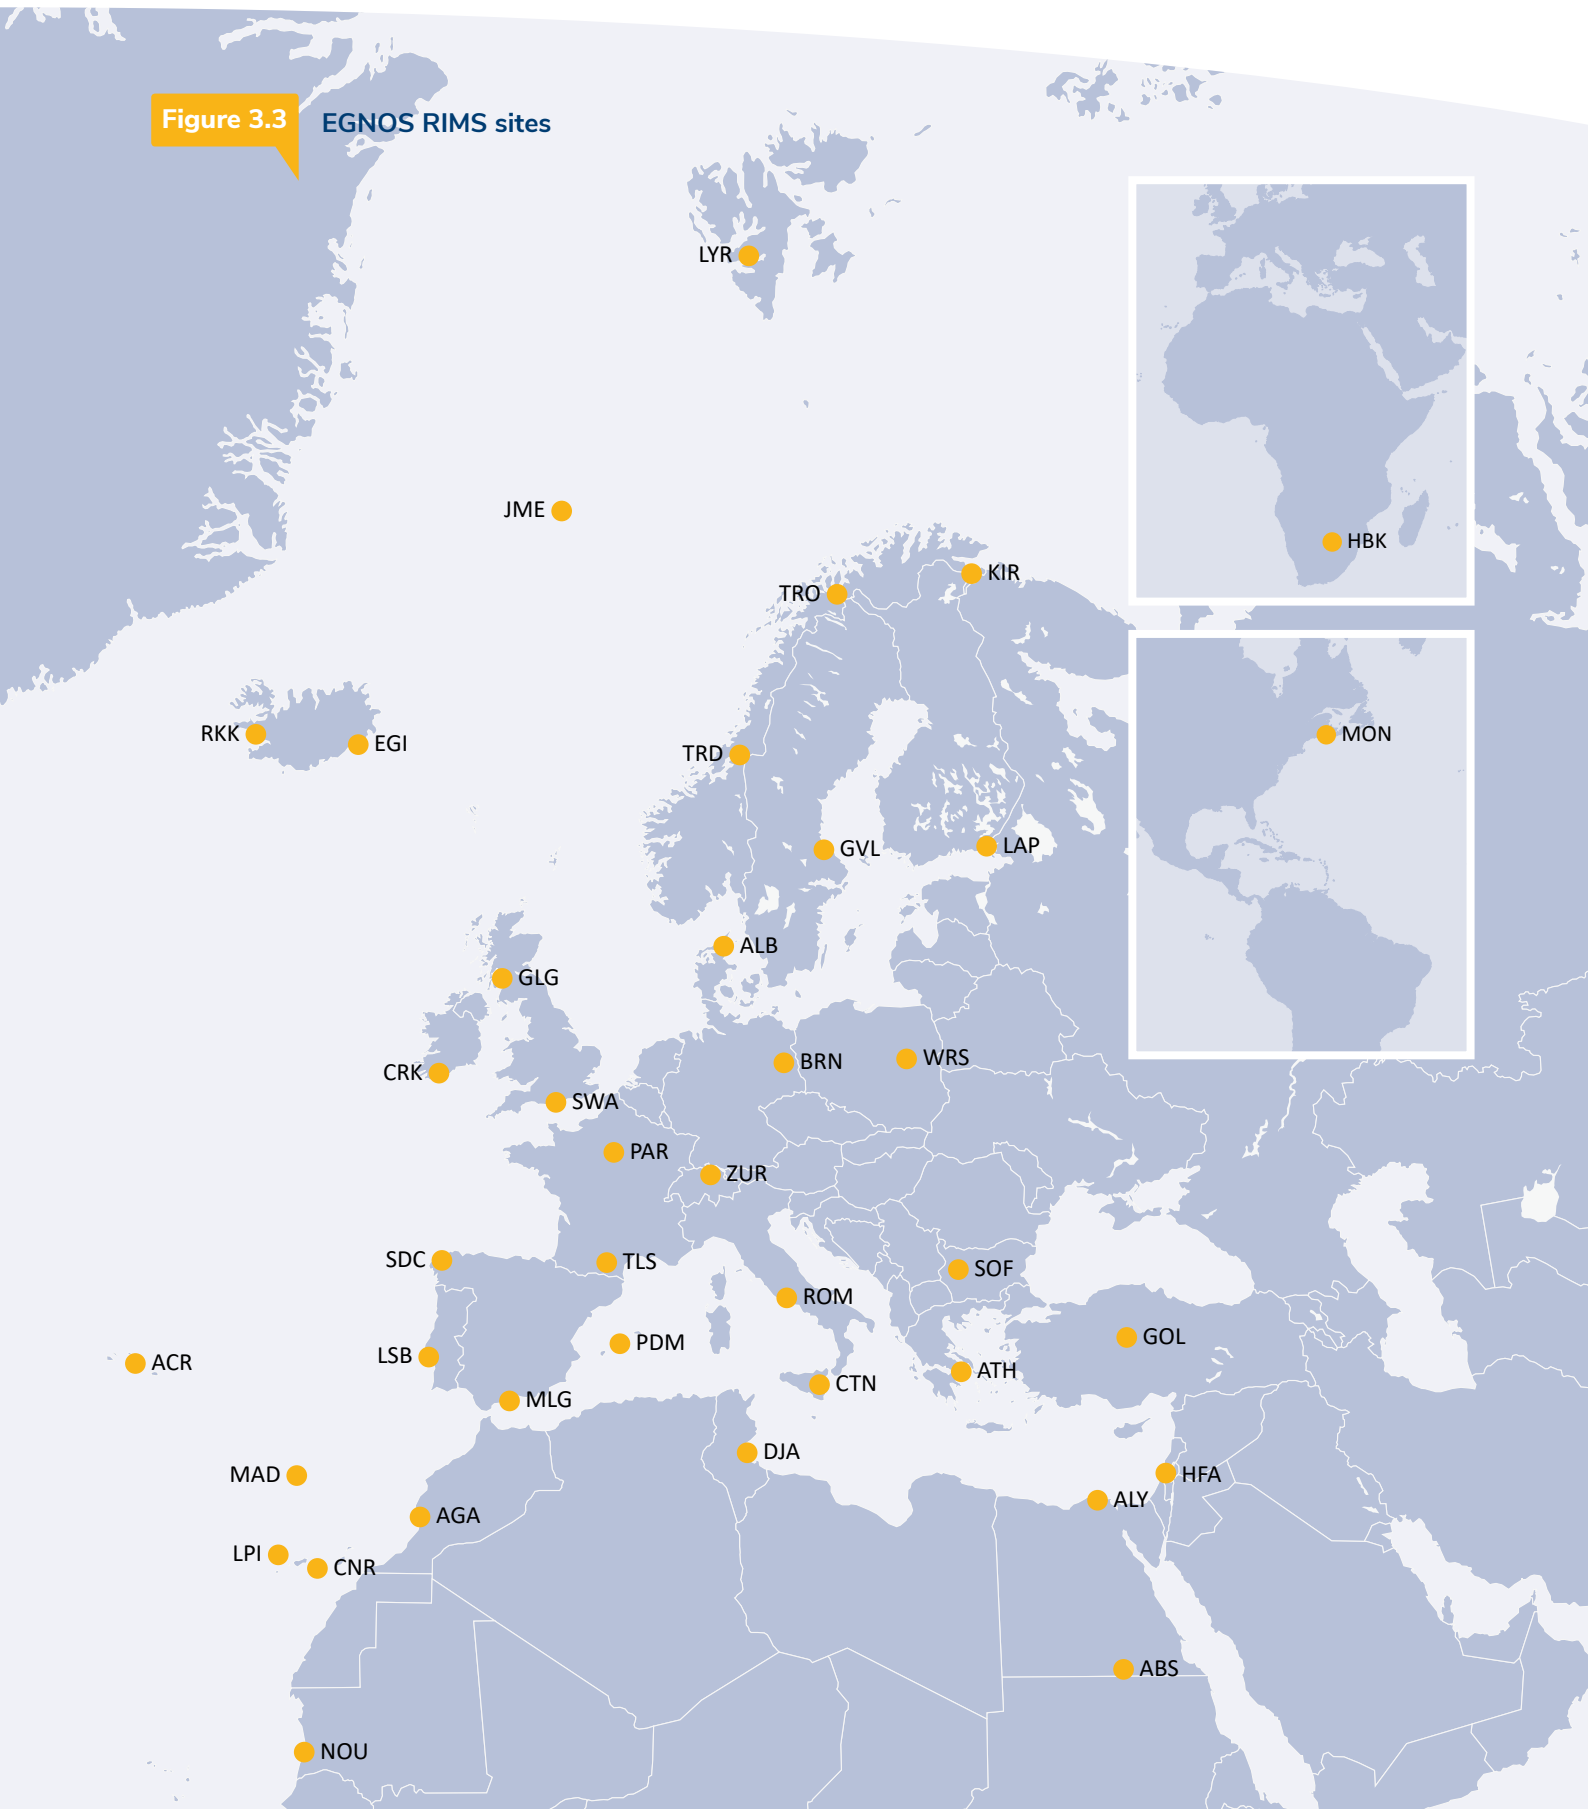 Figure 3.3
EGNOS RIMS sites
LYR
JME
HBK
KIR
TRO
RKK
EGI
MON
TRD
GVL
LAP
ALB
GLG
CRK
BRN
WRS
SWA
PAR
ZUR
SDC
TLS
SOF
ROM
GOL
PDM
LSB
ACR
ATH
CTN
MLG
DJA
MAD
HFA
ALY
AGA
LPI
CNR
ABS
NOU